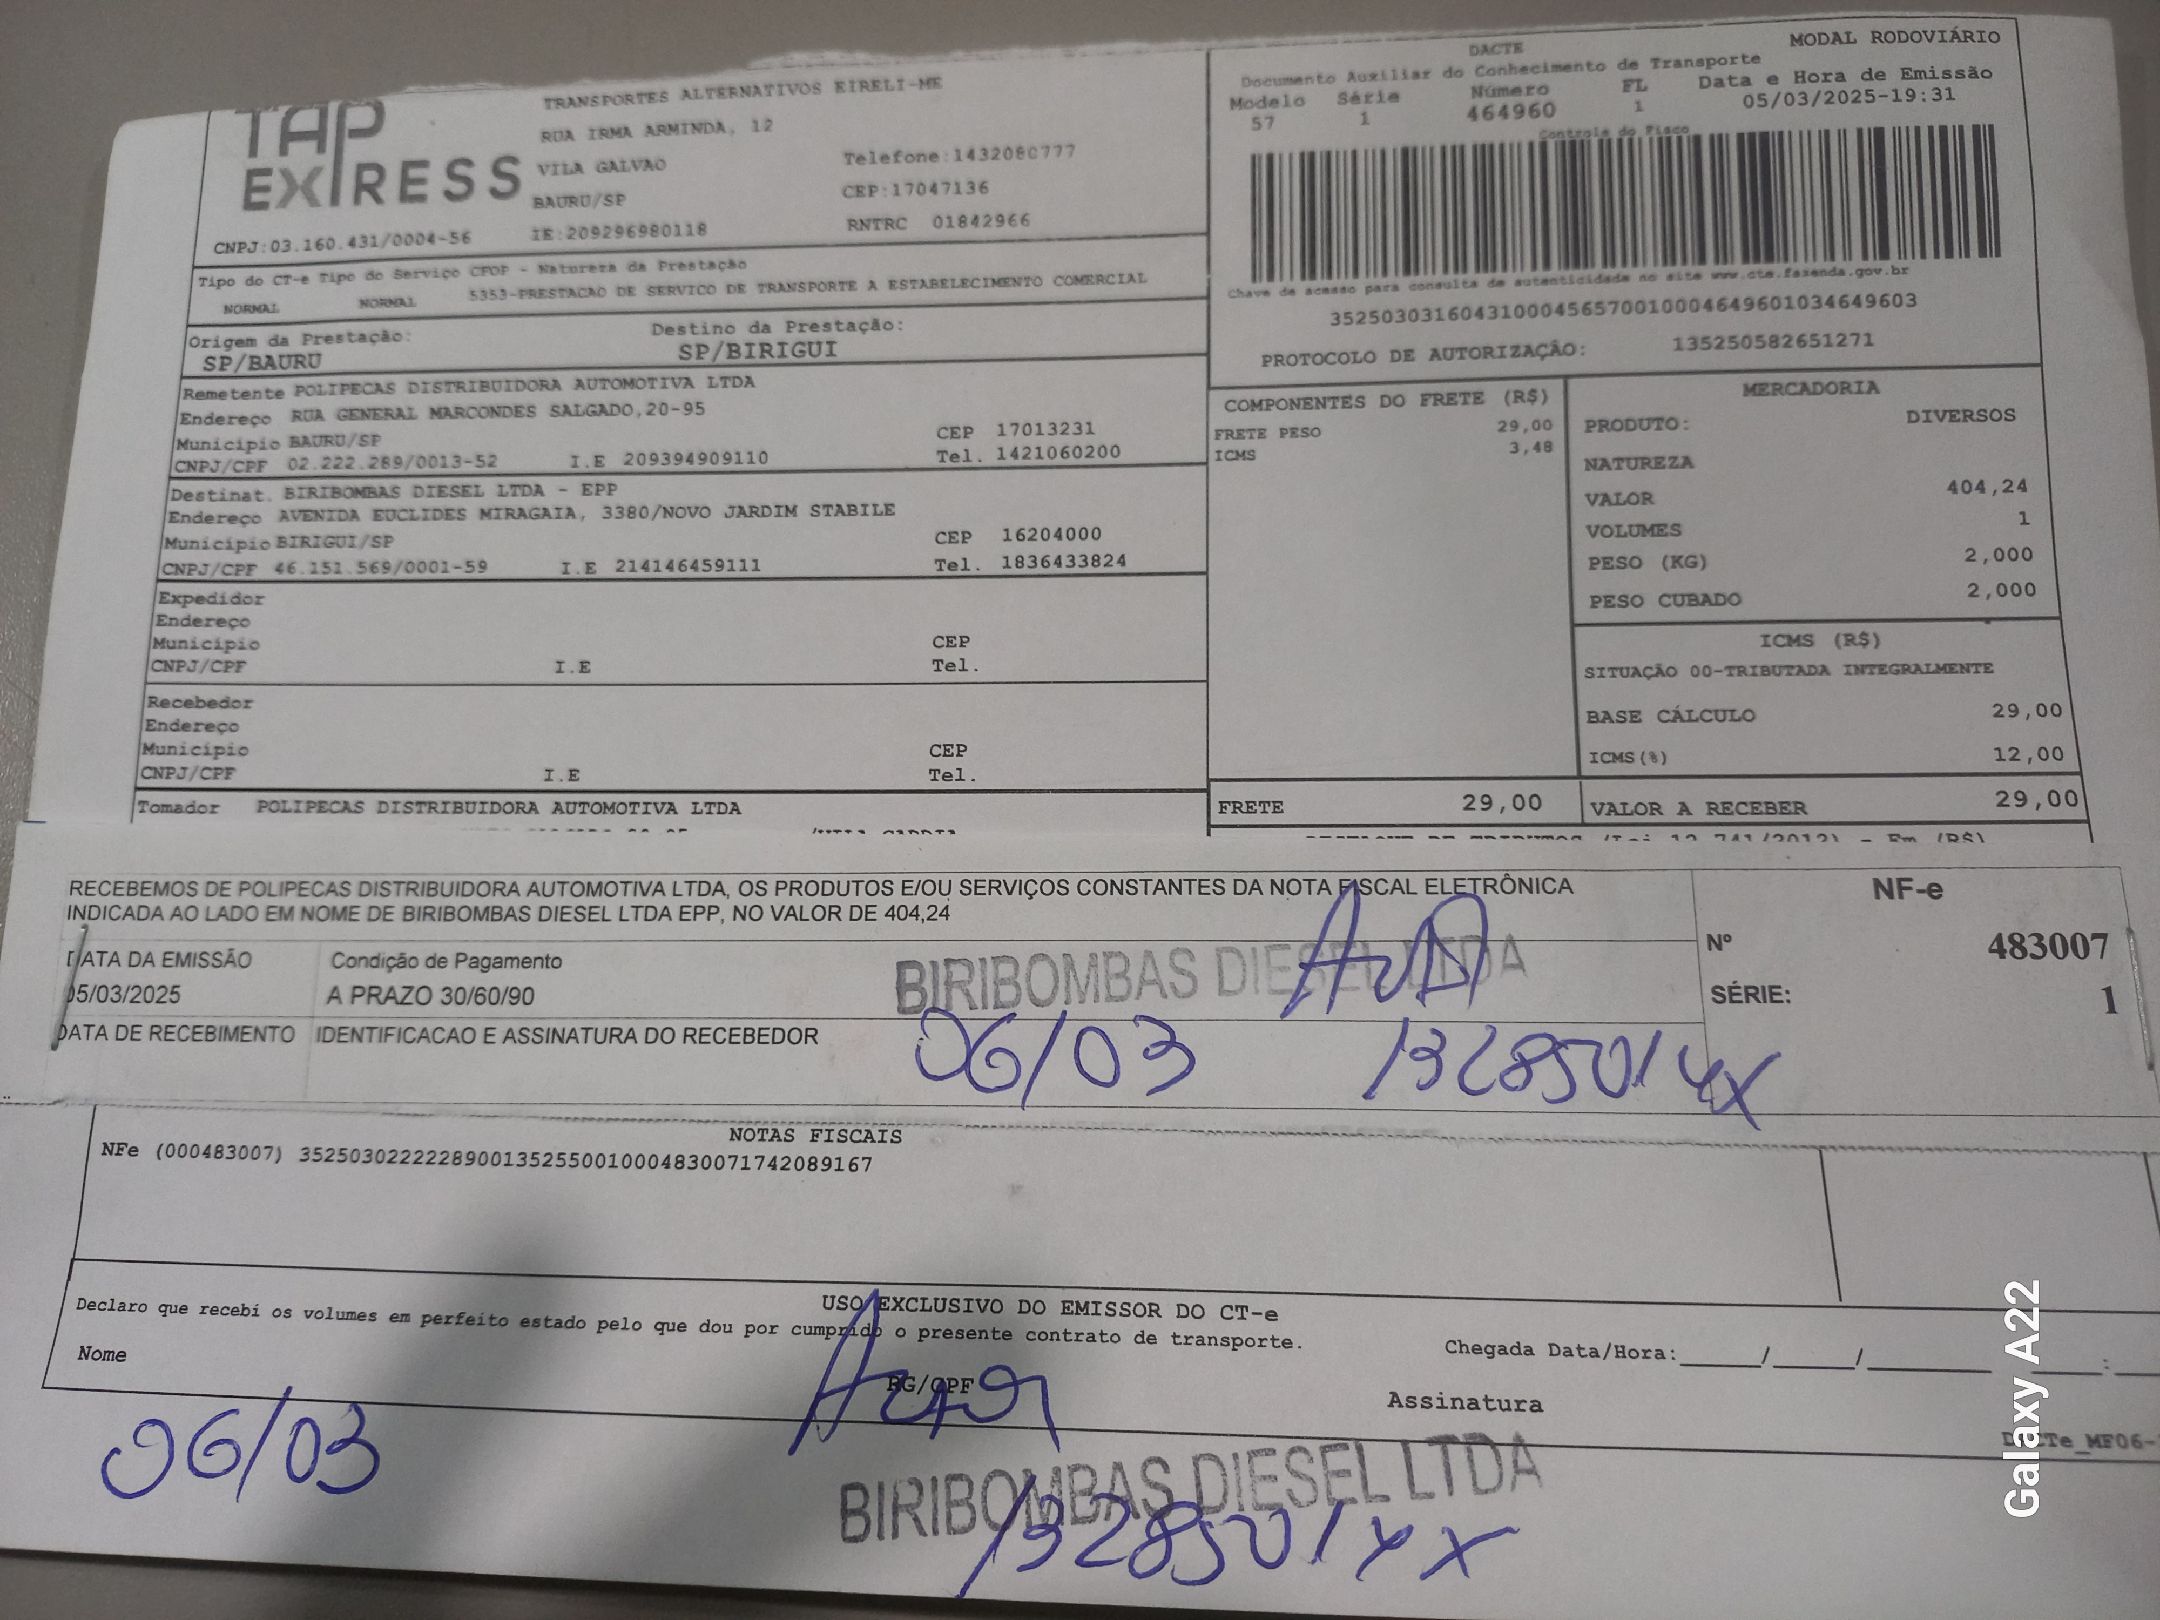 TAP EXPRESS
TRANSPORTES ALTERNATIVOS EIRELI-ME
RUA IRMA ARMINDA, 12
VILA GALVAO
Telefone:1432080777
BAURU/SP
CEP:17047136
CNPJ:03.160.431/0004-56
IE:209296980118
RNTRC 01842966
MODAL RODOVIÁRIO
DACTE
Documento Auxiliar do Conhecimento de Transporte
Modelo Série Número FL Data e Hora de Emissão
57 1 464960 1 05/03/2025-19:31
Controle do Fisco
Chave de acesso para consulta de autenticidade no site www.cte.fazenda.gov.br
35250303160431000456570010004649601034649603
PROTOCOLO DE AUTORIZAÇÃO: 135250582651271
Tipo do CT-e Tipo do Serviço CFOP - Natureza da Prestação
NORMAL NORMAL 5353-PRESTACAO DE SERVICO DE TRANSPORTE A ESTABELECIMENTO COMERCIAL
Origem da Prestação: Destino da Prestação:
SP/BAURU SP/BIRIGUI
Remetente POLIPECAS DISTRIBUIDORA AUTOMOTIVA LTDA
Endereço RUA GENERAL MARCONDES SALGADO,20-95
Município BAURU/SP CEP 17013231
CNPJ/CPF 02.222.289/0013-52 I.E 209394909110 Tel. 1421060200
Destinat. BIRIBOMBAS DIESEL LTDA - EPP
Endereço AVENIDA EUCLIDES MIRAGAIA, 3380/NOVO JARDIM STABILE
Município BIRIGUI/SP CEP 16204000
CNPJ/CPF 46.151.569/0001-59 I.E 214146459111 Tel. 1836433824
Expedidor
Endereço
Município CEP
CNPJ/CPF I.E Tel.
Recebedor
Endereço
Município CEP
CNPJ/CPF I.E Tel.
Tomador POLIPECAS DISTRIBUIDORA AUTOMOTIVA LTDA
COMPONENTES DO FRETE (R$)
FRETE PESO 29,00
ICMS 3,48
MERCADORIA
PRODUTO: DIVERSOS
NATUREZA
VALOR 404,24
VOLUMES 1
PESO (KG) 2,000
PESO CUBADO 2,000
ICMS (R$)
SITUAÇÃO 00-TRIBUTADA INTEGRALMENTE
BASE CÁLCULO 29,00
ICMS(%) 12,00
FRETE 29,00 VALOR A RECEBER 29,00
RECEBEMOS DE POLIPECAS DISTRIBUIDORA AUTOMOTIVA LTDA, OS PRODUTOS E/OU SERVIÇOS CONSTANTES DA NOTA FISCAL ELETRÔNICA
INDICADA AO LADO EM NOME DE BIRIBOMBAS DIESEL LTDA EPP, NO VALOR DE 404,24
NF-e
Nº 483007
SÉRIE: 1
DATA DA EMISSÃO Condição de Pagamento
05/03/2025 A PRAZO 30/60/90
BIRIBOMBAS DIESEL LTDA
DATA DE RECEBIMENTO IDENTIFICACAO E ASSINATURA DO RECEBEDOR
06/03
NOTAS FISCAIS
NFe (000483007) 35250302222289001352550010004830071742089167
USO EXCLUSIVO DO EMISSOR DO CT-e
Declaro que recebi os volumes em perfeito estado pelo que dou por cumprido o presente contrato de transporte.
Nome RG/CPF Assinatura
Chegada Data/Hora:_____/_____/________ ____:
06/03
BIRIBOMBAS DIESEL LTDA
Galaxy A22